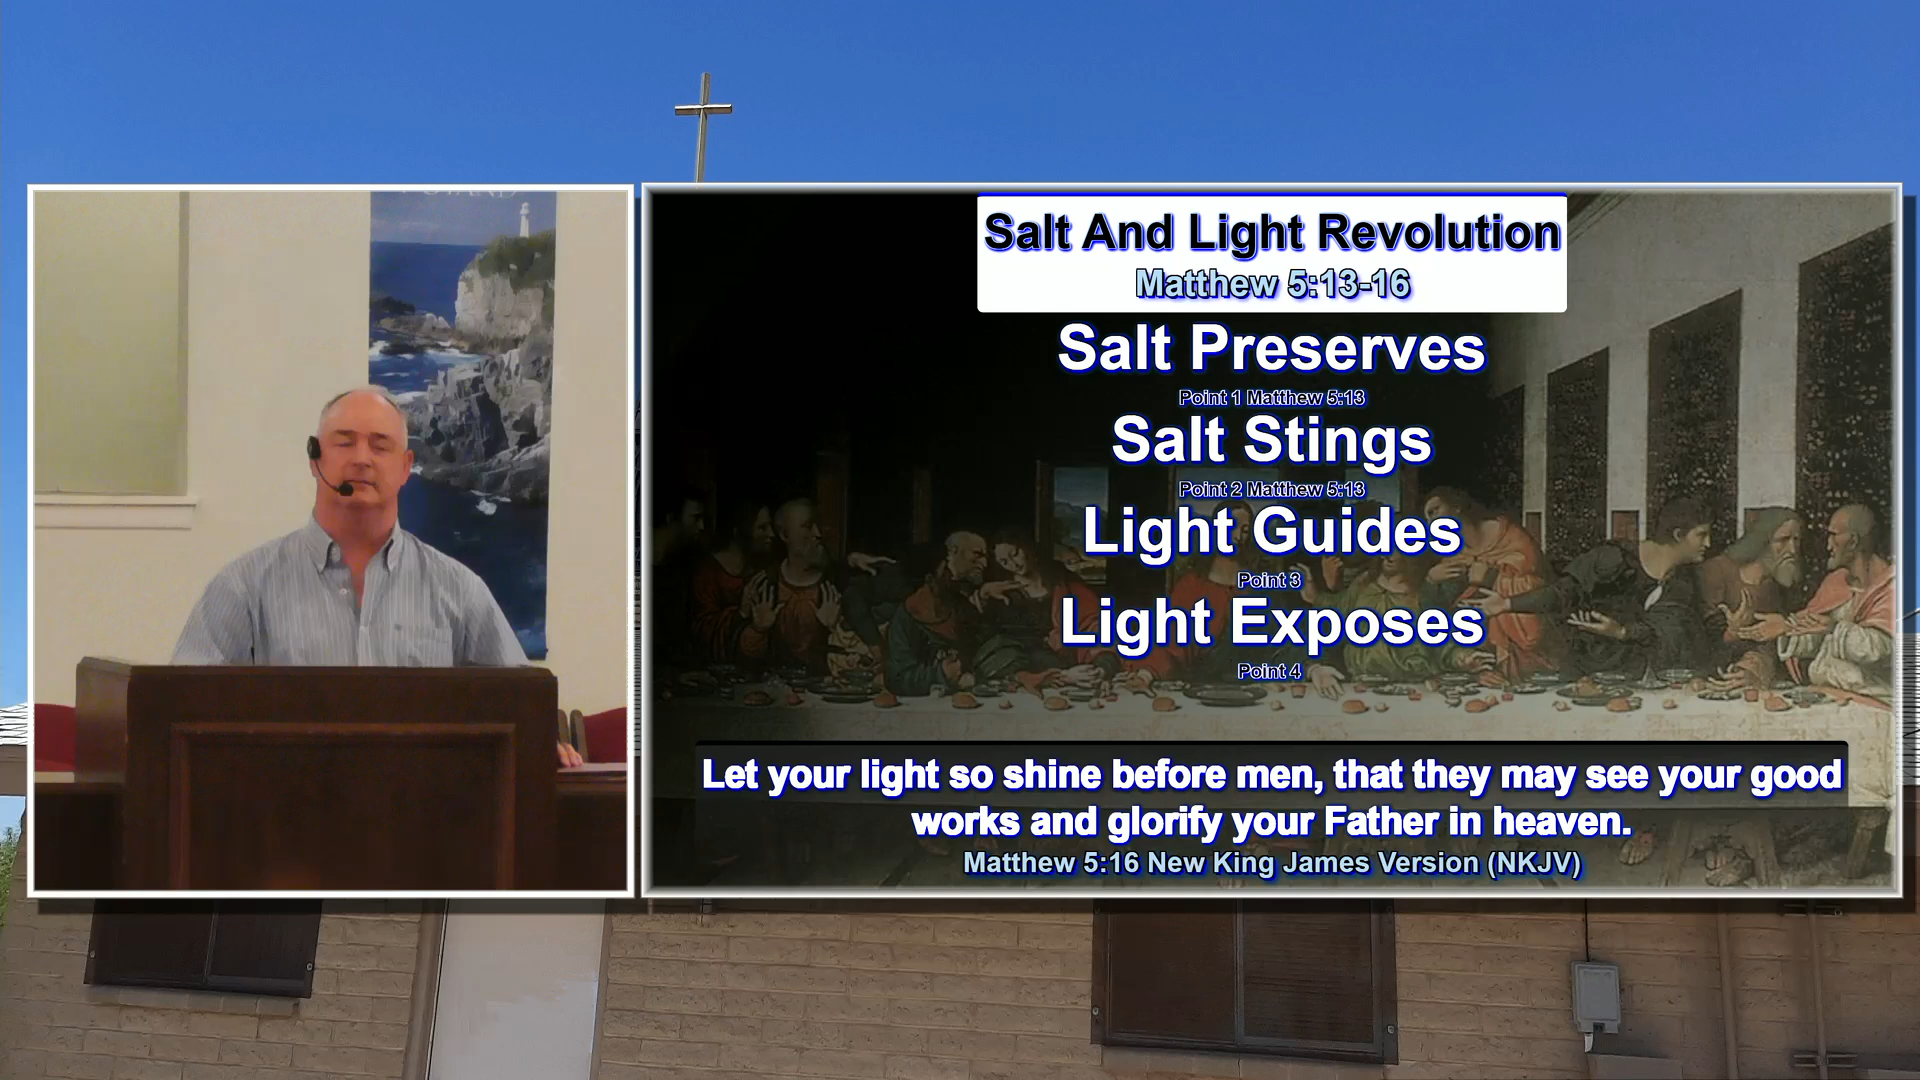 Salt And Light Revolution
Matthew 5:13-16
Salt Preserves
Point 1 Matthew 5:13
Salt Stings
Point 2 Matthew 5:13
Light Guides
Point 3
Light Exposes
Point 4
Let your light so shine before men, that they may see your good
works and glorify your Father in heaven.
Matthew 5:16 New King James Version (NKJV)